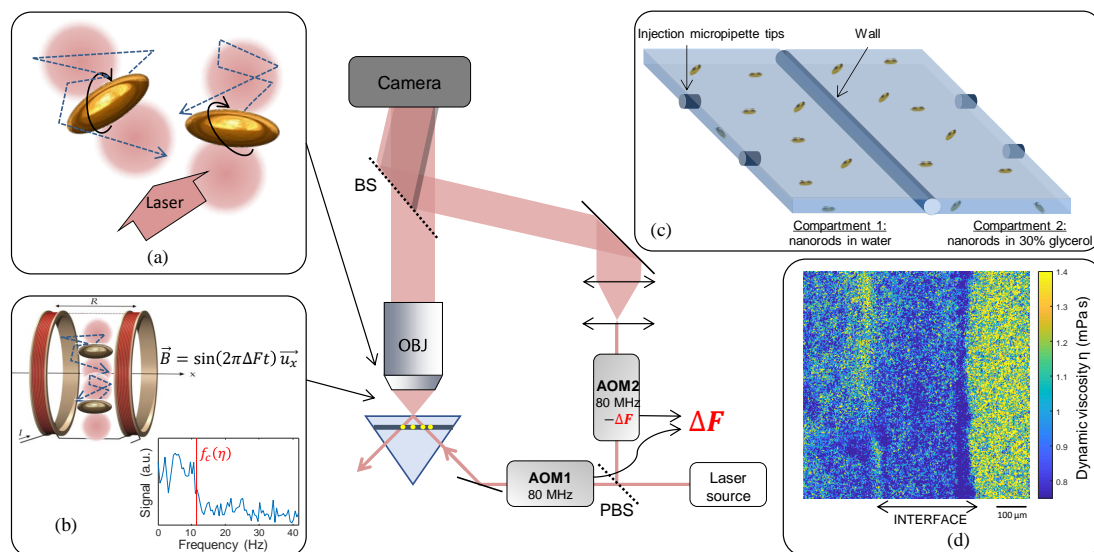 Laser
(a)
R
x
I
B⃗ = sin(2πΔFt) u⃗ₓ
f_c(η)
Signal (a.u.)
0 10 20 30 40
Frequency (Hz)
(b)
Camera
BS
OBJ
AOM2
80 MHz
−ΔF
ΔF
AOM1
80 MHz
PBS
Laser
source
Injection micropipette tips
Wall
(c)
Compartment 1:
nanorods in water
Compartment 2:
nanorods in 30% glycerol
1.4
1.3
1.2
1.1
1.0
0.9
0.8
Dynamic viscosity η (mPa s)
INTERFACE
100 µm
(d)